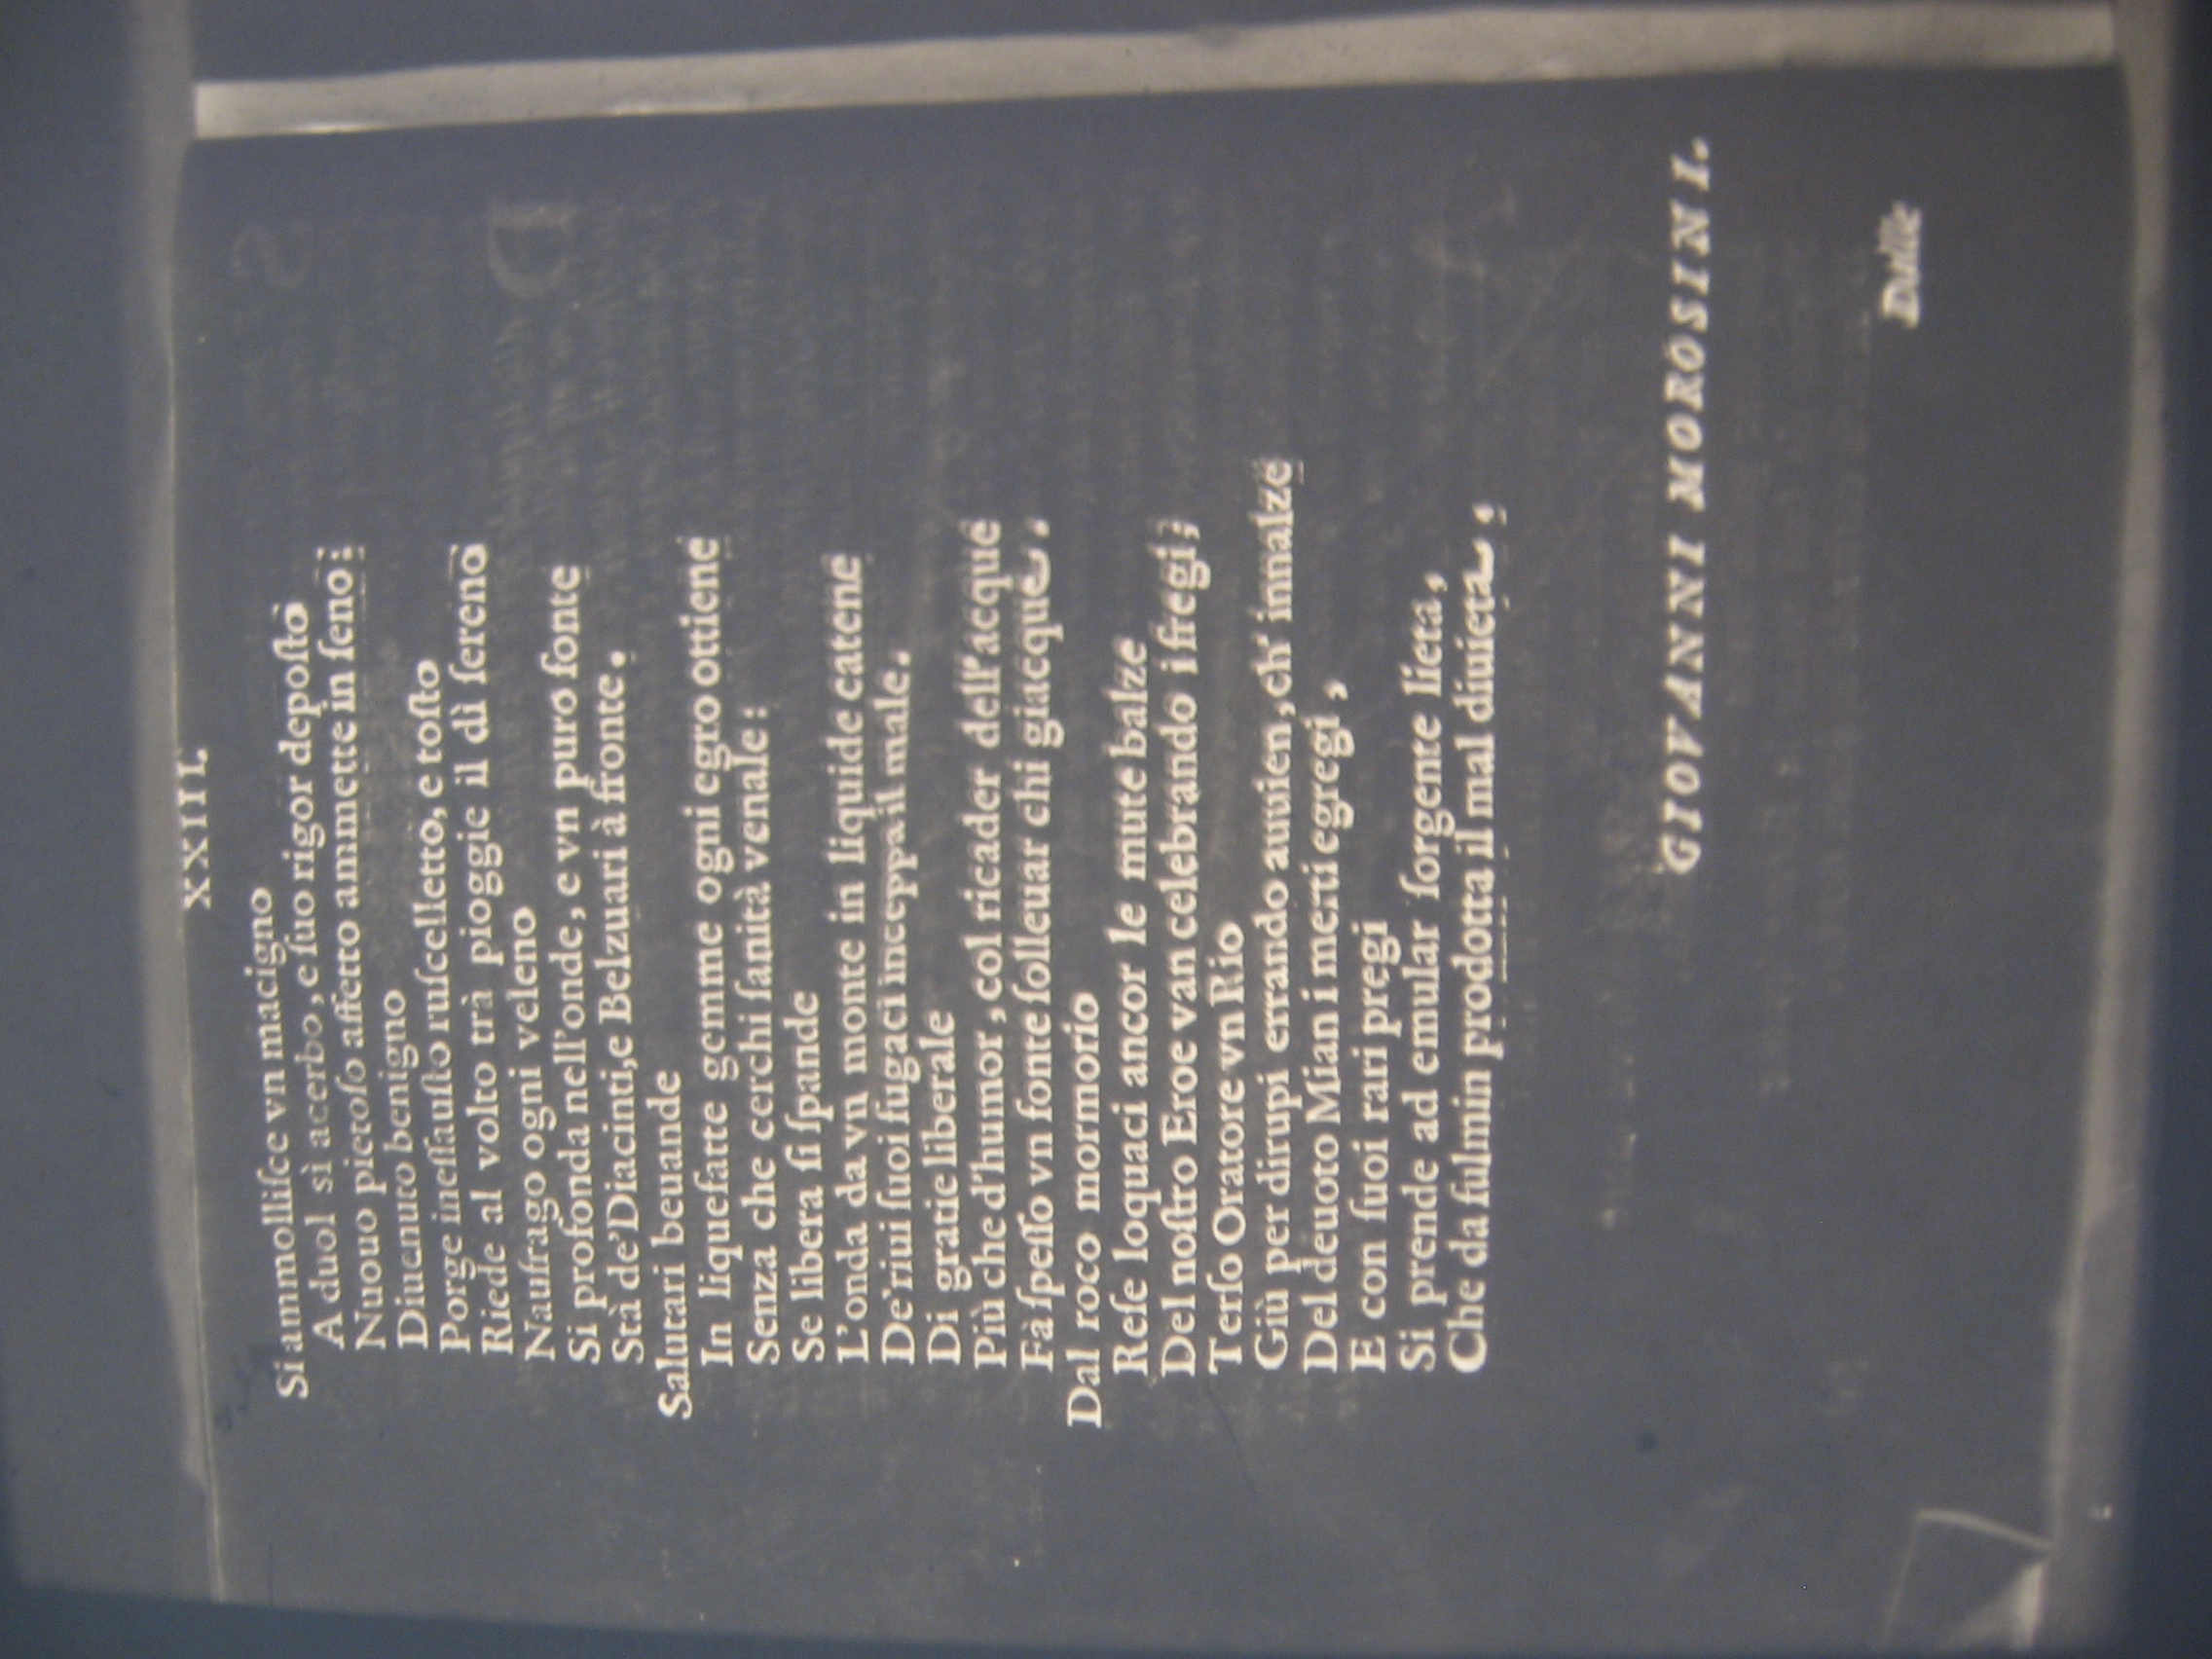 XXIII.
Si ammolliſce vn macigno
A duol sì acerbo, e ſuo rigor depoſto
Nuouo pietoſo affetto ammette in ſeno:
Diuenuto benigno
Porge ineſſauſto ruſcelletto, e toſto
Riede al volto trà pioggie il dì ſereno
Naufrago ogni veleno
Si profonda nell'onde, e vn puro fonte
Stà de'Diacinti, e Belzuari à fronte.
Salutari beuande
In liquefatte gemme ogni egro ottiene
Senza che cerchi ſanità venale:
Se libera ſi ſpande
L'onda da vn monte in liquide catene
De'riui ſuoi fugaci inceppa il male.
Di gratie liberale
Più che d'humor, col ricader dell'acque
Fà ſpeſſo vn fonte ſolleuar chi giacque.
Dal roco mormorio
Reſe loquaci ancor le mute balze
Del noſtro Eroe van celebrando i fregi;
Terſo Oratore vn Rio
Giù per dirupi errando auuien, ch' innalze
Del deuoto Mian i merti egregi,
E con ſuoi rari pregi
Si prende ad emular ſorgente lieta,
Che da fulmin prodotta il mal diuieta.
GIOVANNI MOROSINI.